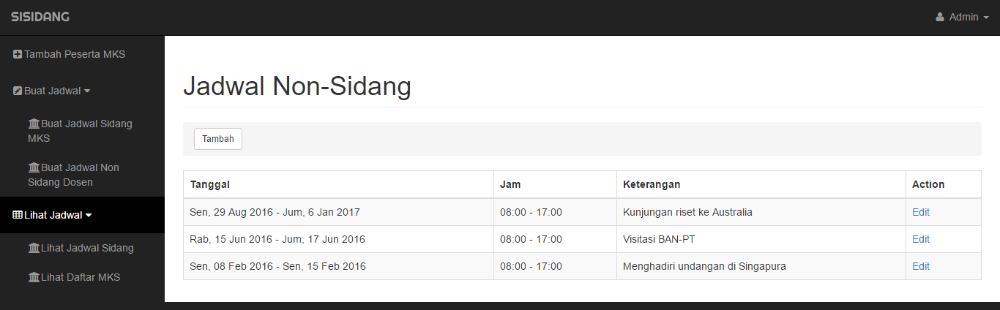 SISIDANG
Admin
Tambah Peserta MKS
Buat Jadwal
Buat Jadwal Sidang
MKS
Buat Jadwal Non
Sidang Dosen
Lihat Jadwal
Lihat Jadwal Sidang
Lihat Daftar MKS
Jadwal Non-Sidang
Tambah
Tanggal Jam Keterangan Action
Sen, 29 Aug 2016 - Jum, 6 Jan 2017 08:00 - 17:00 Kunjungan riset ke Australia Edit
Rab, 15 Jun 2016 - Jum, 17 Jun 2016 08:00 - 17:00 Visitasi BAN-PT Edit
Sen, 08 Feb 2016 - Sen, 15 Feb 2016 08:00 - 17:00 Menghadiri undangan di Singapura Edit